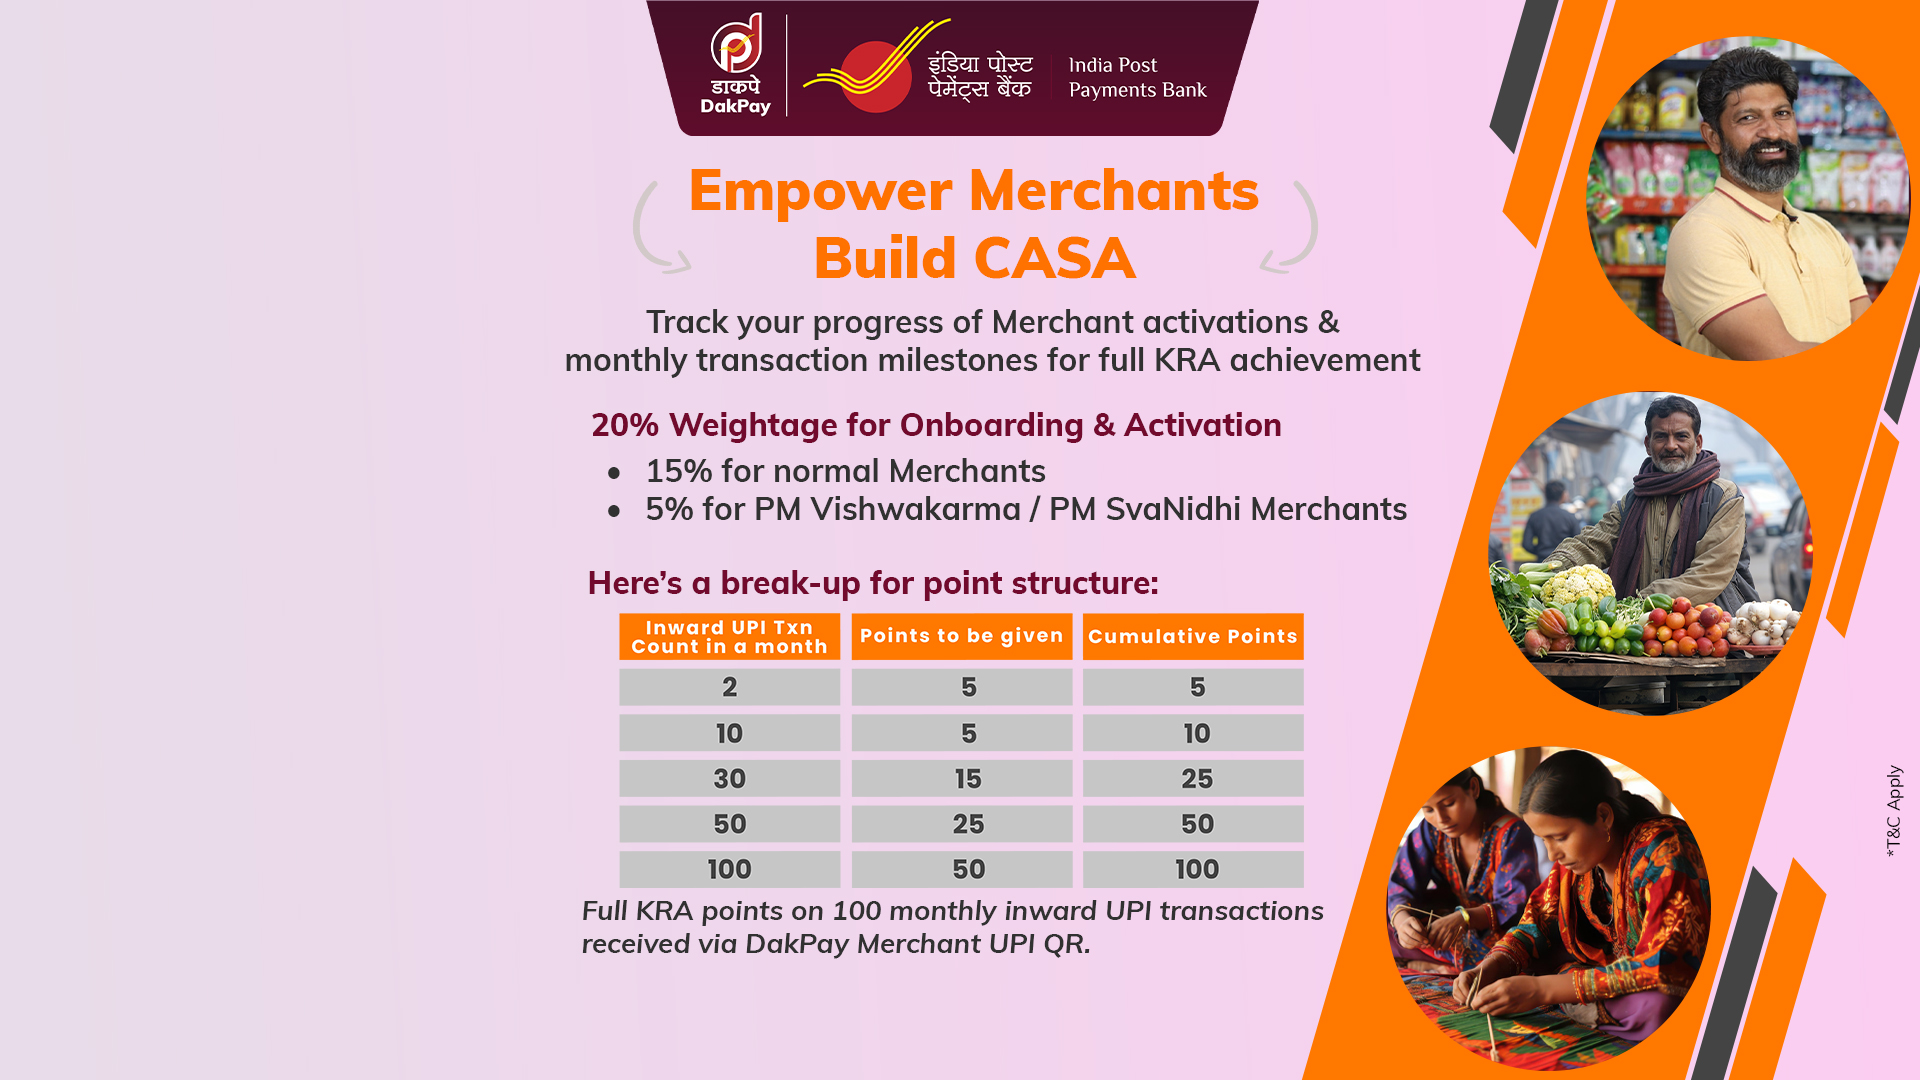 डाकपे
DakPay
इंडिया पोस्ट
पेमेंट्स बैंक
India Post
Payments Bank
Empower Merchants
Build CASA
Track your progress of Merchant activations &
monthly transaction milestones for full KRA achievement
20% Weightage for Onboarding & Activation
• 15% for normal Merchants
• 5% for PM Vishwakarma / PM SvaNidhi Merchants
Here’s a break-up for point structure:
Inward UPI Txn
Count in a month
Points to be given
Cumulative Points
2 5 5
10 5 10
30 15 25
50 25 50
100 50 100
Full KRA points on 100 monthly inward UPI transactions
received via DakPay Merchant UPI QR.
*T&C Apply